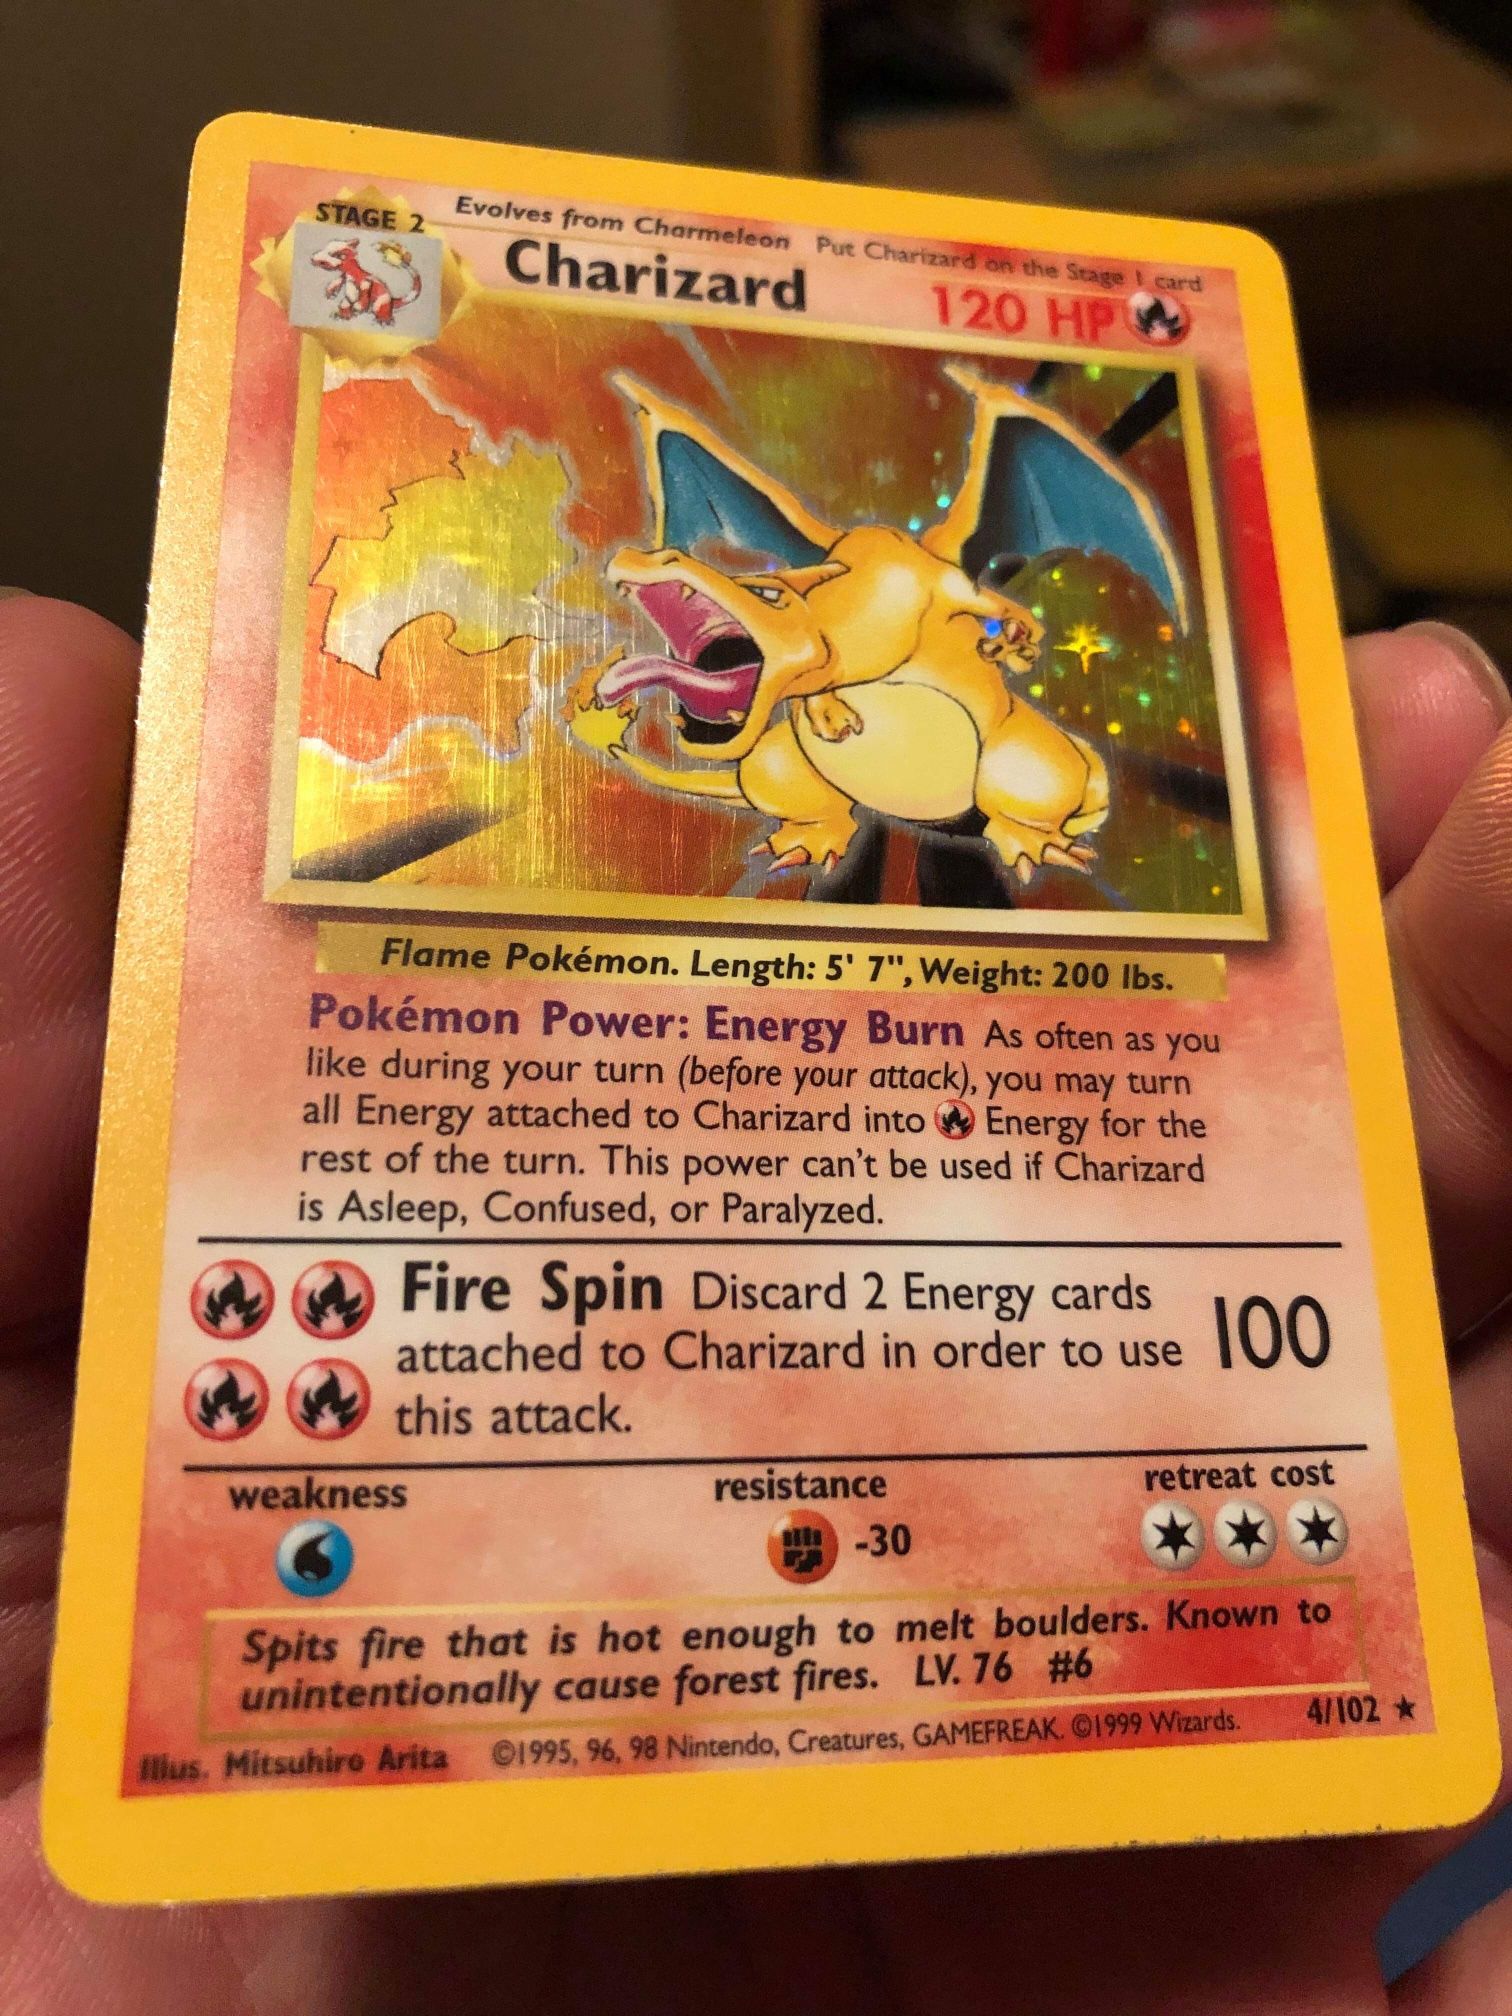 STAGE 2
Evolves from Charmeleon Put Charizard on the Stage 1 card
Charizard 120 HP
Flame Pokémon. Length: 5' 7", Weight: 200 lbs.
Pokémon Power: Energy Burn As often as you
like during your turn (before your attack), you may turn
all Energy attached to Charizard into Energy for the
rest of the turn. This power can't be used if Charizard
is Asleep, Confused, or Paralyzed.
Fire Spin Discard 2 Energy cards
attached to Charizard in order to use 100
this attack.
weakness resistance retreat cost
-30
Spits fire that is hot enough to melt boulders. Known to
unintentionally cause forest fires. LV. 76 #6
Illus. Mitsuhiro Arita ©1995, 96, 98 Nintendo, Creatures, GAMEFREAK. ©1999 Wizards. 4/102 ★